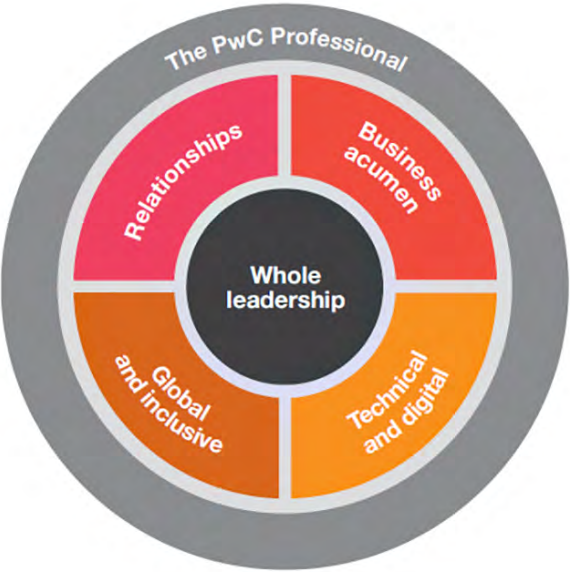 The PwC Professional
Relationships
Business
acumen
Whole
leadership
Global
and inclusive
Technical
and digital